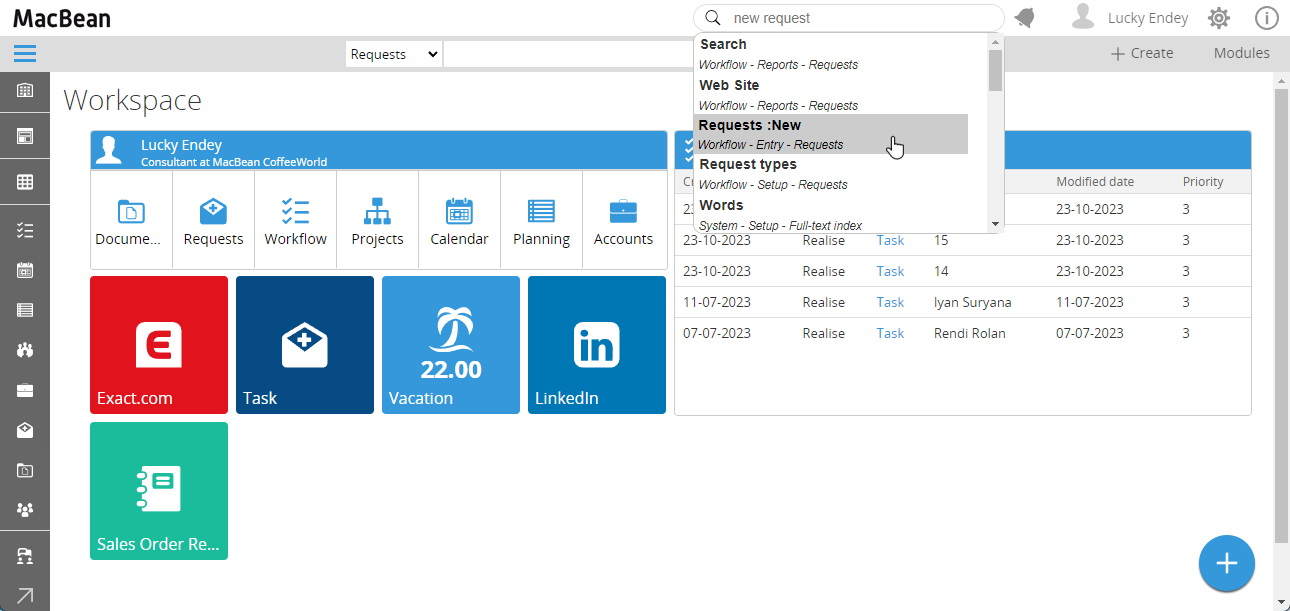 MacBean
new request
Lucky Endey
Requests
Create
Modules
Search
Workflow - Reports - Requests
Web Site
Workflow - Reports - Requests
Requests :New
Workflow - Entry - Requests
Request types
Workflow - Setup - Requests
Words
System - Setup - Full-text index
Workspace
Lucky Endey
Consultant at MacBean CoffeeWorld
Docume...
Requests
Workflow
Projects
Calendar
Planning
Accounts
Exact.com
Task
22.00
Vacation
LinkedIn
Sales Order Re...
Modified date Priority
23-10-2023 3
23-10-2023 Realise Task 15 23-10-2023 3
23-10-2023 Realise Task 14 23-10-2023 3
11-07-2023 Realise Task Iyan Suryana 11-07-2023 3
07-07-2023 Realise Task Rendi Rolan 07-07-2023 3